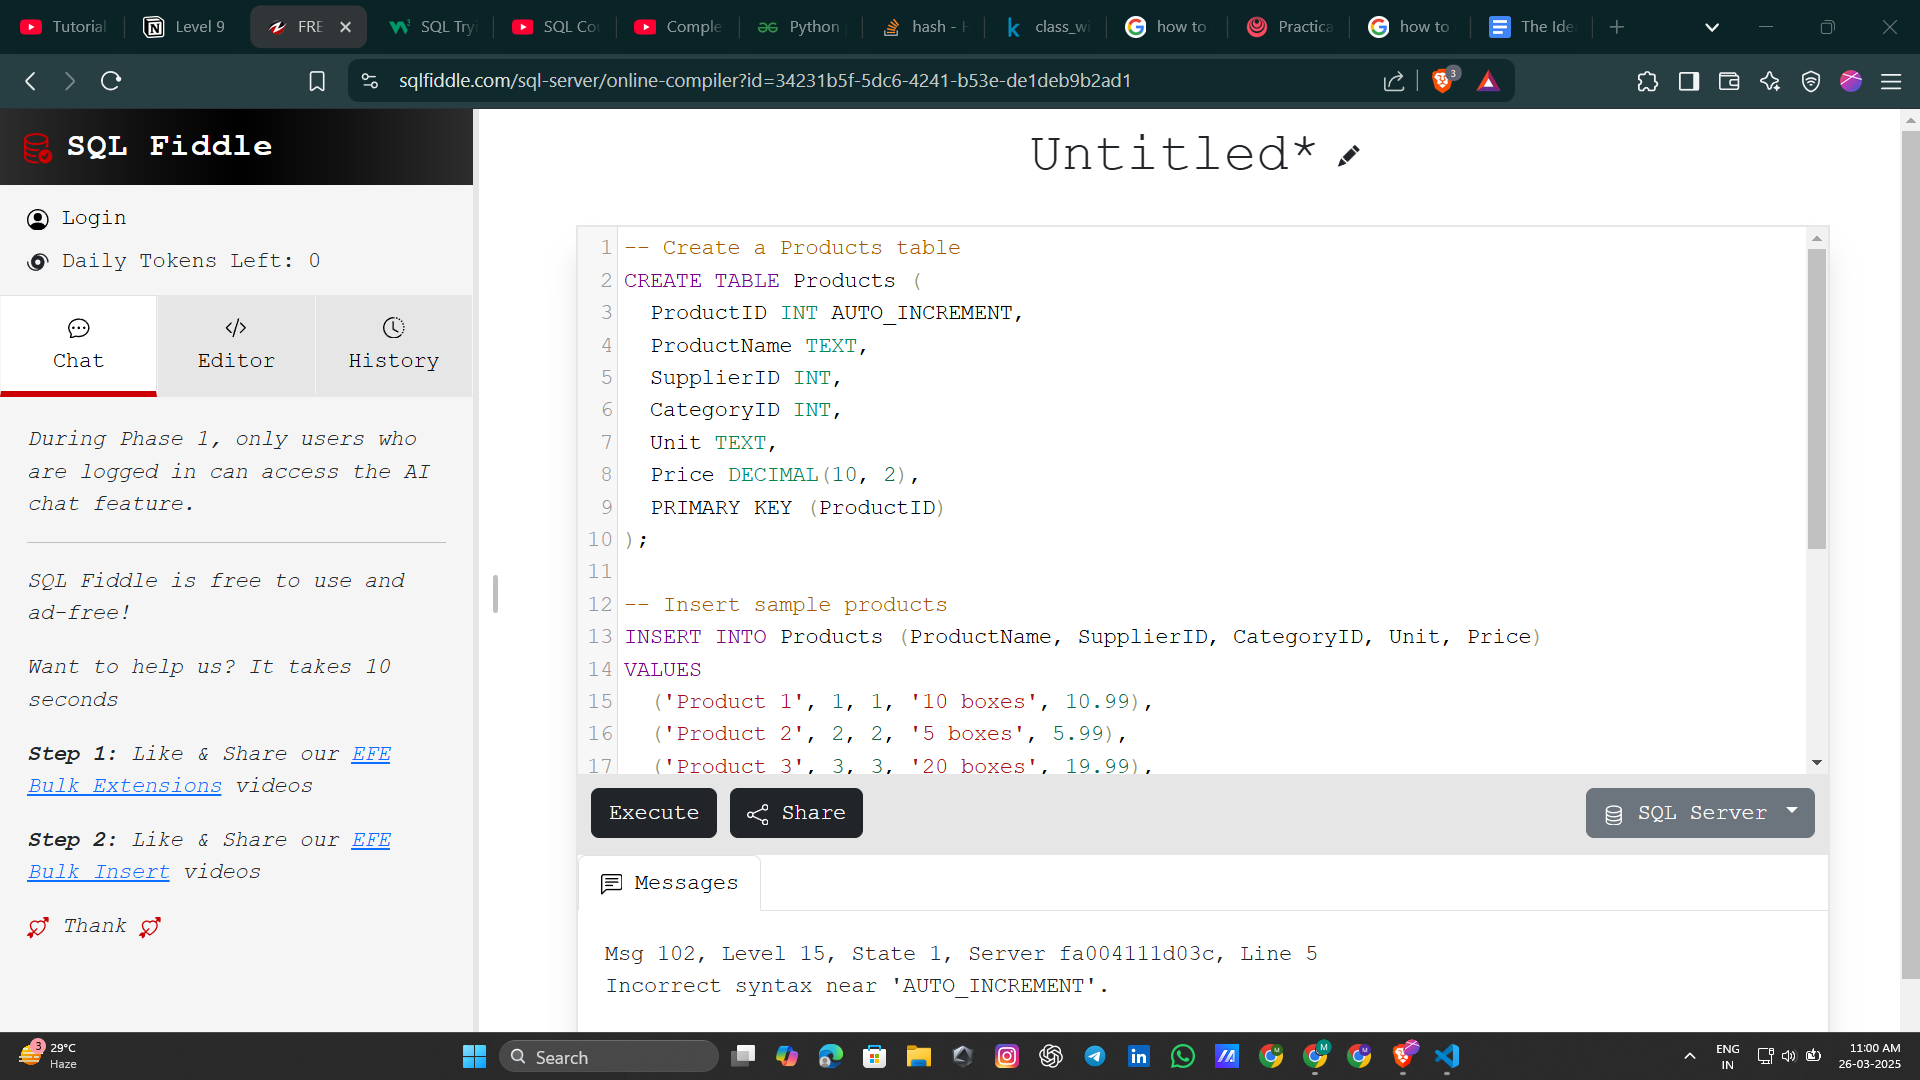 Tutorial
Level 9
FRE
SQL Tryi
SQL Cou
Comple
Python
hash - H
class_wi
how to
Practica
how to
The Idea
sqlfiddle.com/sql-server/online-compiler?id=34231b5f-5dc6-4241-b53e-de1deb9b2ad1
3
SQL Fiddle
Login
Daily Tokens Left: 0
Chat
Editor
History
During Phase 1, only users who
are logged in can access the AI
chat feature.
SQL Fiddle is free to use and
ad-free!
Want to help us? It takes 10
seconds
Step 1: Like & Share our EFE
Bulk Extensions videos
Step 2: Like & Share our EFE
Bulk Insert videos
Thank
Untitled*
1 -- Create a Products table
2 CREATE TABLE Products (
3 ProductID INT AUTO_INCREMENT,
4 ProductName TEXT,
5 SupplierID INT,
6 CategoryID INT,
7 Unit TEXT,
8 Price DECIMAL(10, 2),
9 PRIMARY KEY (ProductID)
10 );
11
12 -- Insert sample products
13 INSERT INTO Products (ProductName, SupplierID, CategoryID, Unit, Price)
14 VALUES
15 ('Product 1', 1, 1, '10 boxes', 10.99),
16 ('Product 2', 2, 2, '5 boxes', 5.99),
17 ('Product 3', 3, 3, '20 boxes', 19.99),
Execute
Share
SQL Server
Messages
Msg 102, Level 15, State 1, Server fa004111d03c, Line 5
Incorrect syntax near 'AUTO_INCREMENT'.
3
29°C
Haze
Search
ENG
IN
11:00 AM
26-03-2025